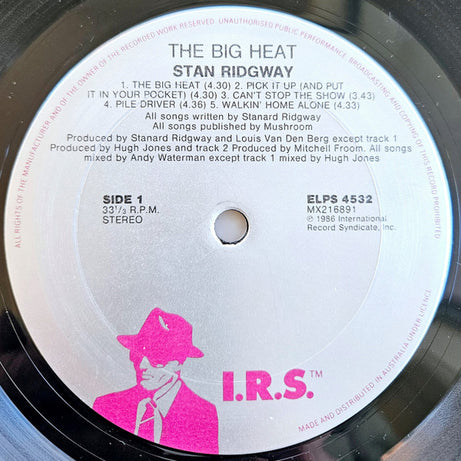 ALL RIGHTS OF THE MANUFACTURER AND OF THE OWNER OF THE RECORDED WORK RESERVED. UNAUTHORISED PUBLIC PERFORMANCE, BROADCASTING AND COPYING OF THIS RECORD PROHIBITED
THE BIG HEAT
STAN RIDGWAY
1. THE BIG HEAT (4.30) 2. PICK IT UP (AND PUT
IT IN YOUR POCKET) (4.30) 3. CAN'T STOP THE SHOW (3.43)
4. PILE DRIVER (4.36) 5. WALKIN' HOME ALONE (4.33)
All songs written by Stanard Ridgway
All songs published by Mushroom
Produced by Stanard Ridgway and Louis Van Den Berg except track 1
Produced by Hugh Jones and track 2 Produced by Mitchell Froom. All songs
mixed by Andy Waterman except track 1 mixed by Hugh Jones
SIDE 1
33⅓ R.P.M.
STEREO
ELPS 4532
MX216891
℗ 1986 International
Record Syndicate, Inc.
I.R.S.™
MADE AND DISTRIBUTED IN AUSTRALIA UNDER LICENCE